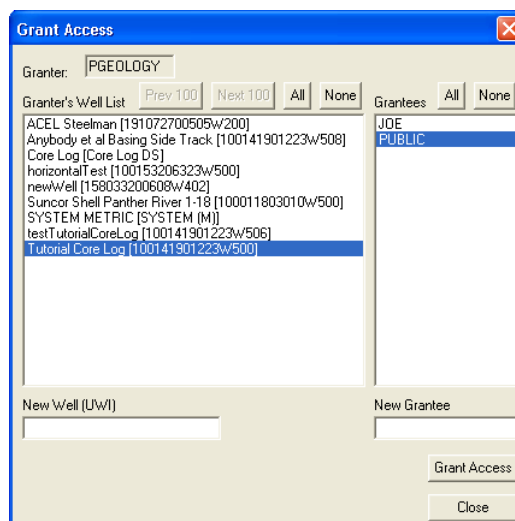 Grant Access
Granter: PGEOLOGY
Granter's Well List Prev 100 Next 100 All None Grantees All None
ACEL Steelman [191072700505W200]
Anybody et al Basing Side Track [100141901223W508]
Core Log [Core Log DS]
horizontalTest [100153206323W500]
newWell [158033200608W402]
Suncor Shell Panther River 1-18 [100011803010W500]
SYSTEM METRIC [SYSTEM (M)]
testTutorialCoreLog [100141901223W506]
Tutorial Core Log [100141901223W500]
JOE
PUBLIC
New Well (UWI) New Grantee
Grant Access
Close